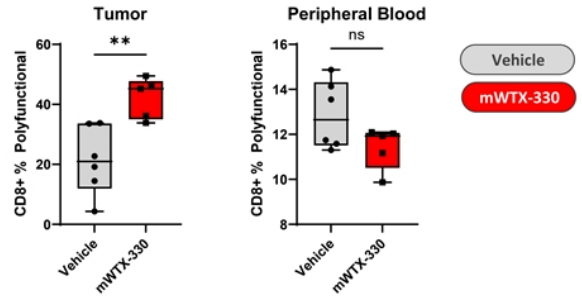 Tumor
**
CD8+ % Polyfunctional
60
40
20
0
Vehicle
mWTX-330
Peripheral Blood
ns
CD8+ % Polyfunctional
16
14
12
10
8
Vehicle
mWTX-330
Vehicle
mWTX-330